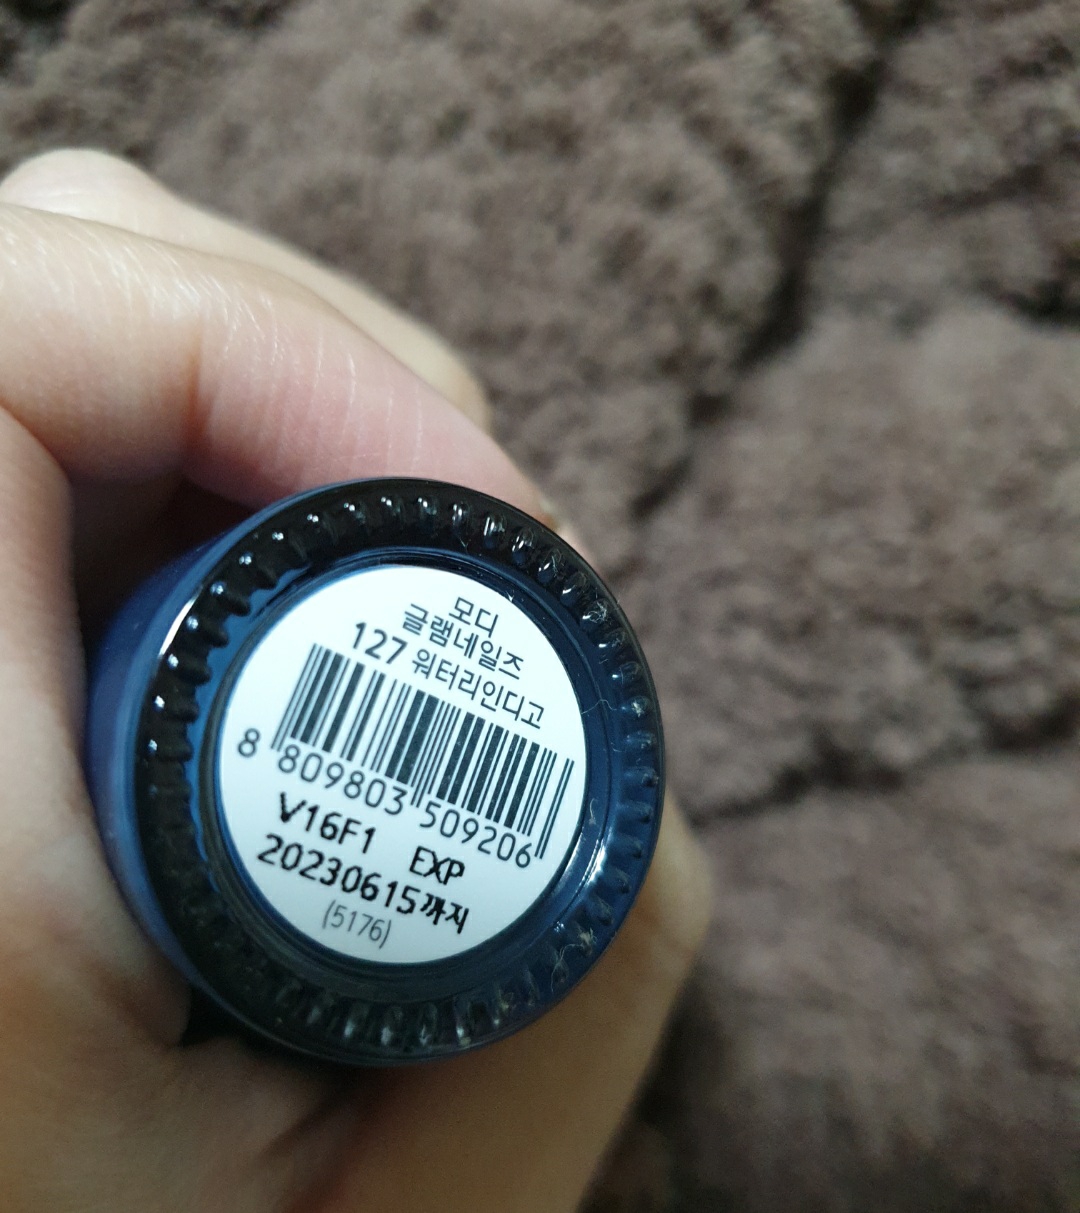 모디
글램네일즈
127 워터리인디고
8 809803 509206
V16F1 EXP
20230615까지
(5176)